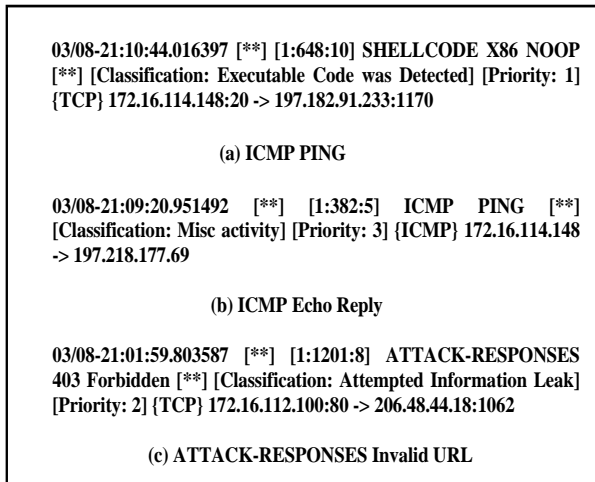 03/08-21:10:44.016397 [**] [1:648:10] SHELLCODE X86 NOOP
[**] [Classification: Executable Code was Detected] [Priority: 1]
{TCP} 172.16.114.148:20 -> 197.182.91.233:1170
(a) ICMP PING
03/08-21:09:20.951492 [**] [1:382:5] ICMP PING [**]
[Classification: Misc activity] [Priority: 3] {ICMP} 172.16.114.148
-> 197.218.177.69
(b) ICMP Echo Reply
03/08-21:01:59.803587 [**] [1:1201:8] ATTACK-RESPONSES
403 Forbidden [**] [Classification: Attempted Information Leak]
[Priority: 2] {TCP} 172.16.112.100:80 -> 206.48.44.18:1062
(c) ATTACK-RESPONSES Invalid URL